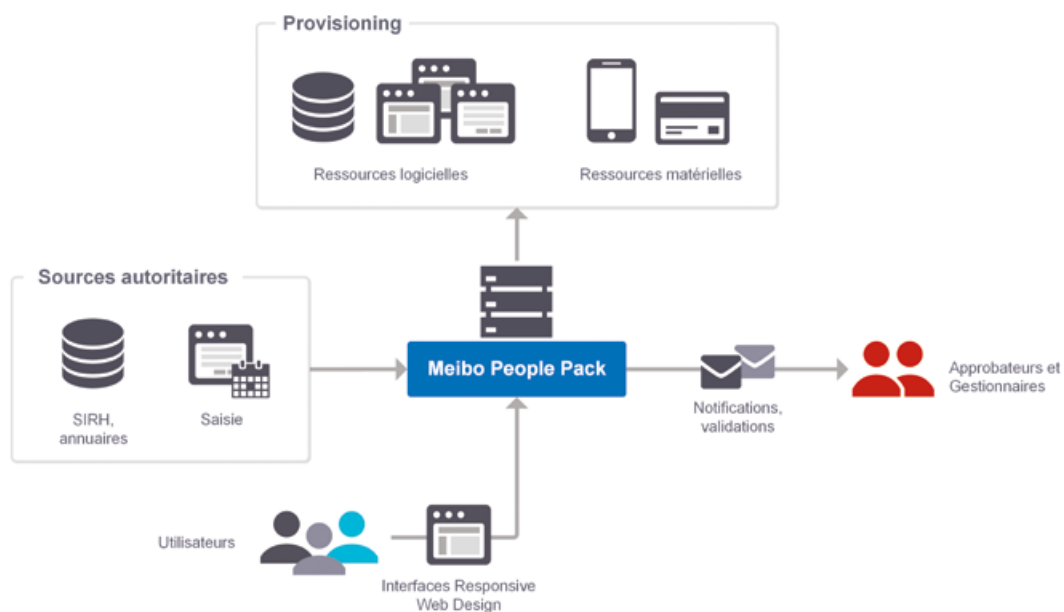 Provisioning
Ressources logicielles
Ressources matérielles
Sources autoritaires
SIRH,
annuaires
Saisie
Meibo People Pack
Notifications,
validations
Approbateurs et
Gestionnaires
Utilisateurs
Interfaces Responsive
Web Design